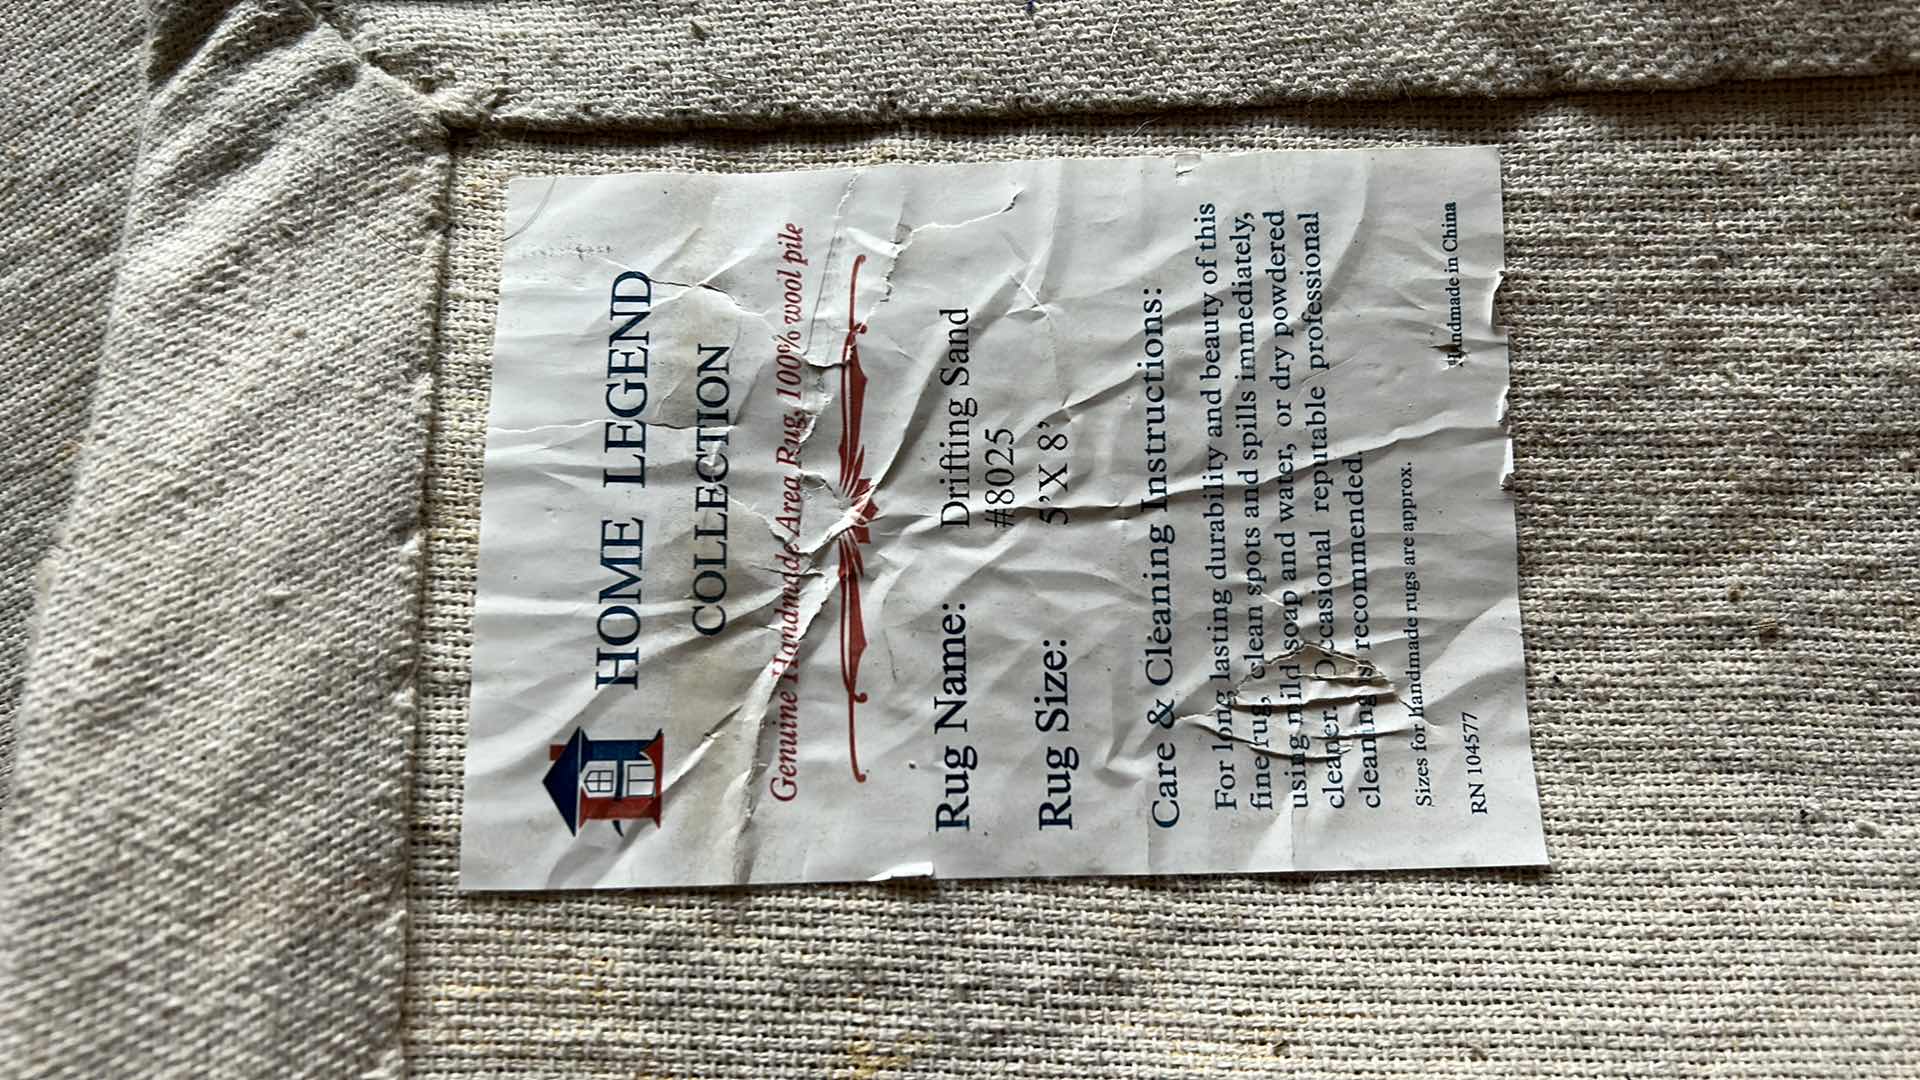 HOME LEGEND
COLLECTION
Genuine Handmade Area Rug, 100% wool pile
Rug Name: Drifting Sand
#8025
Rug Size: 5'X 8'
Care & Cleaning Instructions:
For long lasting durability and beauty of this
fine rug, clean spots and spills immediately,
using mild soap and water, or dry powdered
cleaner. Occasional reputable professional
cleaning is recommended.
Sizes for handmade rugs are approx.
RN 104577 Handmade in China